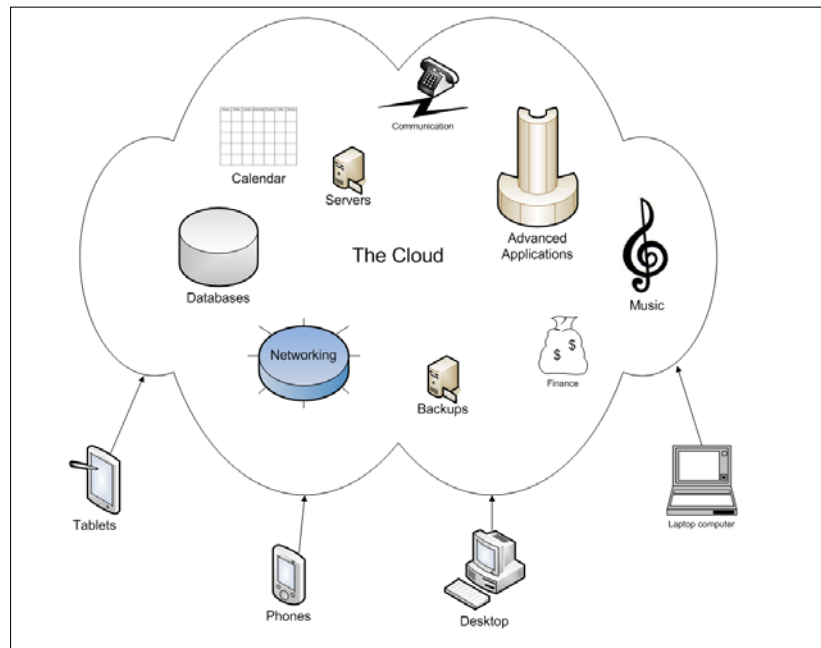 Communication
Calendar
Servers
Advanced
Applications
The Cloud
Databases
Music
Networking
$
$
Finance
Backups
Tablets
Laptop computer
Phones
Desktop